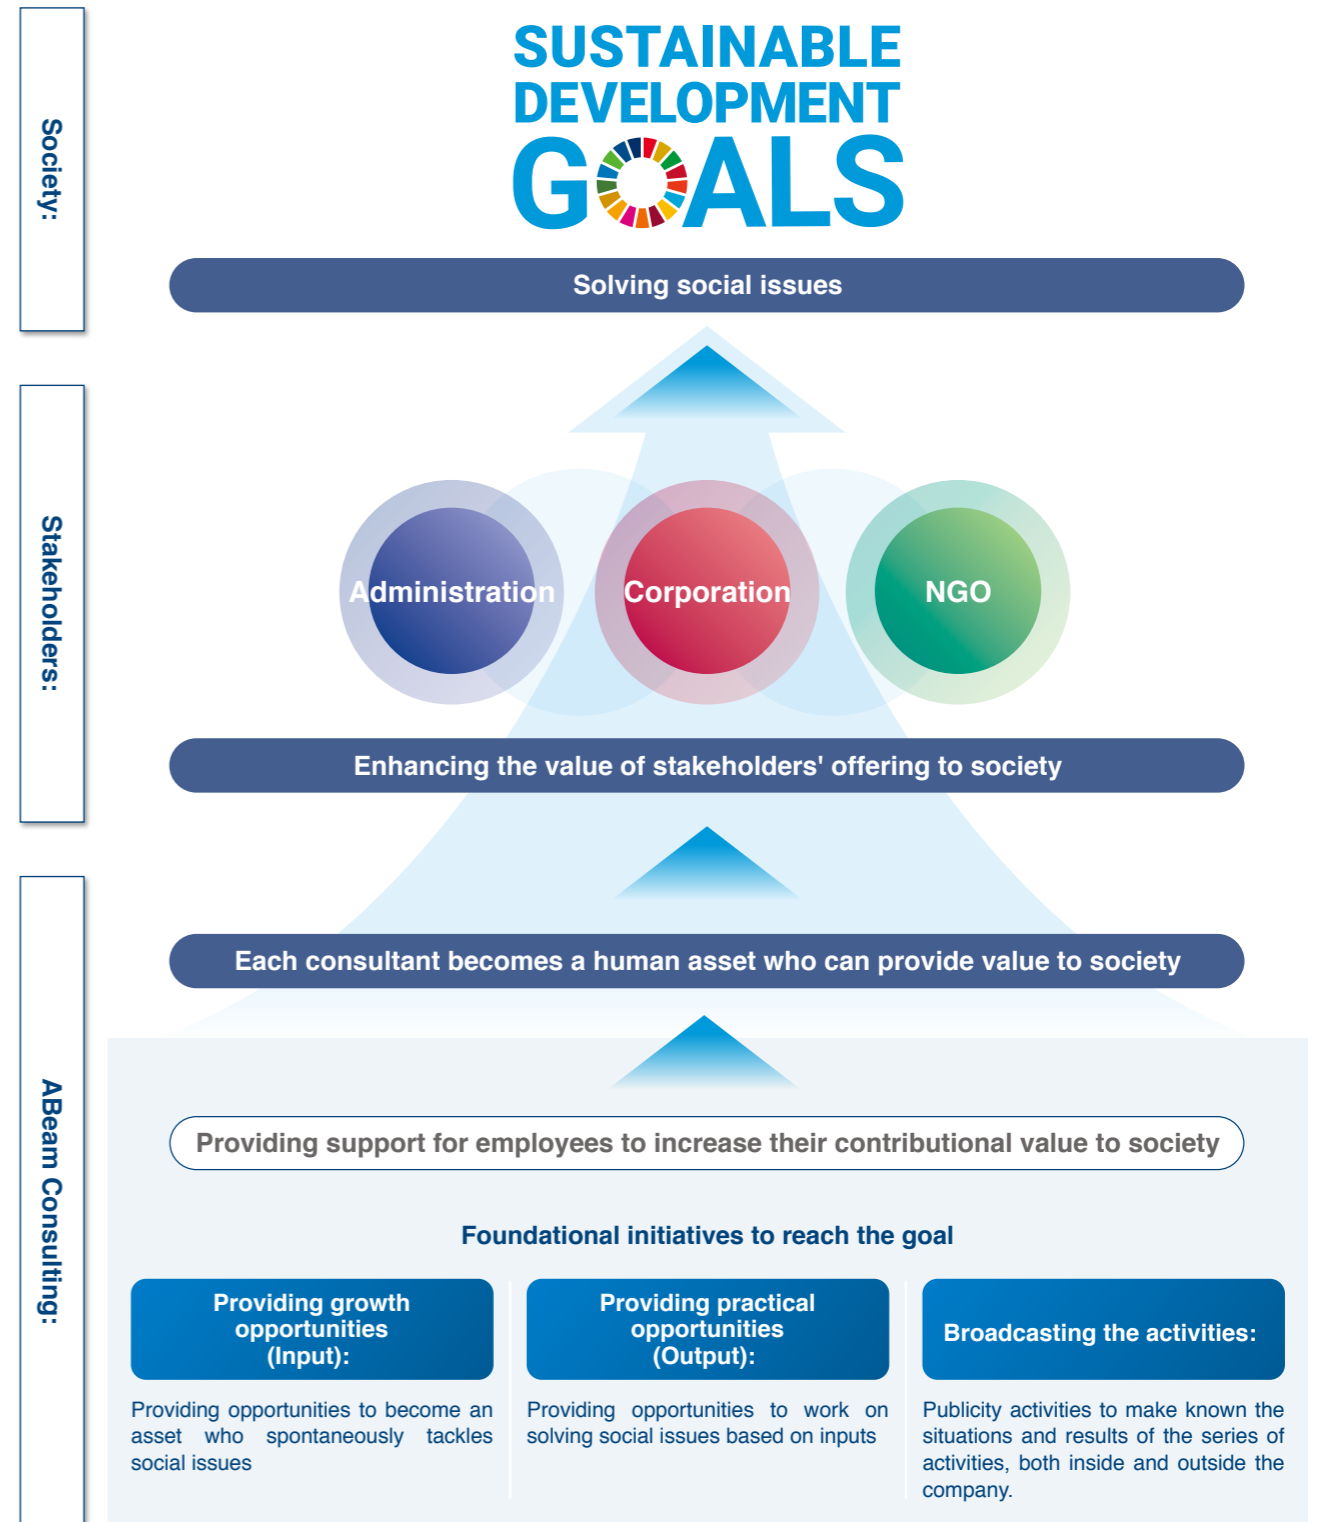 Society:
SUSTAINABLE
DEVELOPMENT
GOALS
Solving social issues
Stakeholders:
Administration
Corporation
NGO
Enhancing the value of stakeholders' offering to society
ABeam Consulting:
Each consultant becomes a human asset who can provide value to society
Providing support for employees to increase their contributional value to society
Foundational initiatives to reach the goal
Providing growth
opportunities
(Input):
Providing opportunities to become an
asset who spontaneously tackles
social issues
Providing practical
opportunities
(Output):
Providing opportunities to work on
solving social issues based on inputs
Broadcasting the activities:
Publicity activities to make known the
situations and results of the series of
activities, both inside and outside the
company.